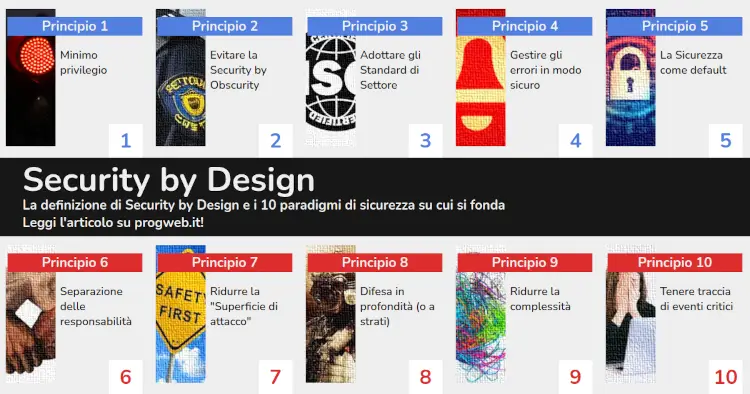 Principio 1
Minimo
privilegio
1
Principio 2
Evitare la
Security by
Obscurity
2
Principio 3
Adottare gli
Standard di
Settore
3
Principio 4
Gestire gli
errori in modo
sicuro
4
Principio 5
La Sicurezza
come default
5
Security by Design
La definizione di Security by Design e i 10 paradigmi di sicurezza su cui si fonda
Leggi l'articolo su progweb.it!
Principio 6
Separazione
delle
responsabilità
6
Principio 7
SAFETY
FIRST
Ridurre la
"Superficie di
attacco"
7
Principio 8
Difesa in
profondità (o a
strati)
8
Principio 9
Ridurre la
complessità
9
Principio 10
Tenere traccia
di eventi critici
10